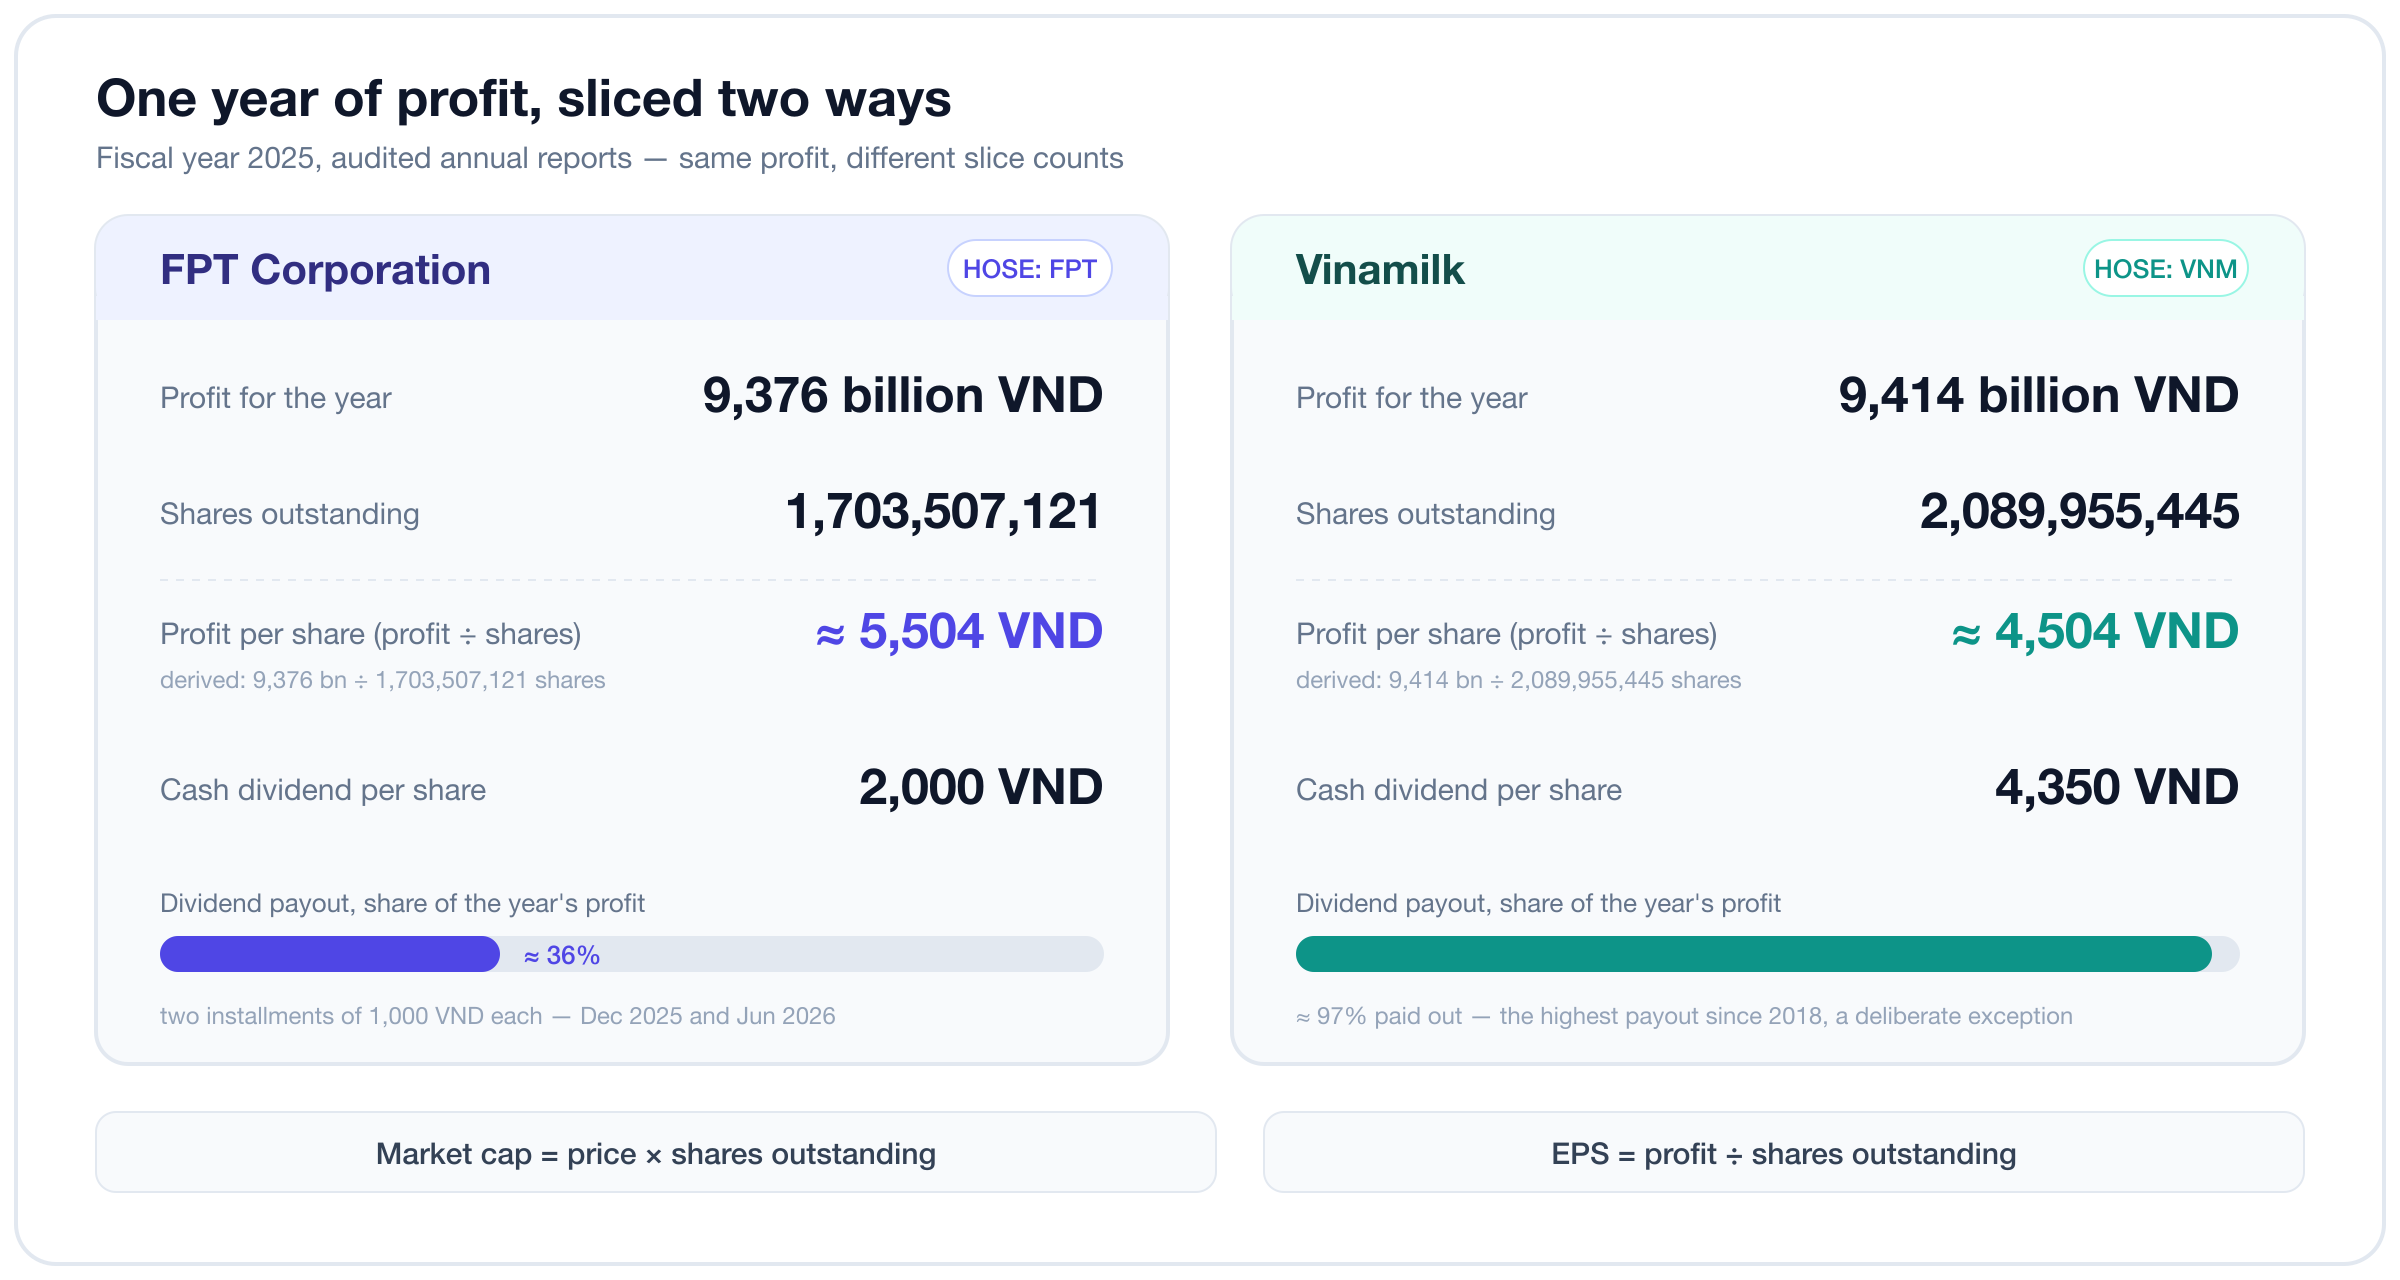 One year of profit, sliced two ways
Fiscal year 2025, audited annual reports — same profit, different slice counts
FPT Corporation
HOSE: FPT
Profit for the year
9,376 billion VND
Shares outstanding
1,703,507,121
Profit per share (profit ÷ shares)
≈ 5,504 VND
derived: 9,376 bn ÷ 1,703,507,121 shares
Cash dividend per share
2,000 VND
Dividend payout, share of the year's profit
≈ 36%
two installments of 1,000 VND each — Dec 2025 and Jun 2026
Vinamilk
HOSE: VNM
Profit for the year
9,414 billion VND
Shares outstanding
2,089,955,445
Profit per share (profit ÷ shares)
≈ 4,504 VND
derived: 9,414 bn ÷ 2,089,955,445 shares
Cash dividend per share
4,350 VND
Dividend payout, share of the year's profit
≈ 97% paid out — the highest payout since 2018, a deliberate exception
Market cap = price × shares outstanding
EPS = profit ÷ shares outstanding